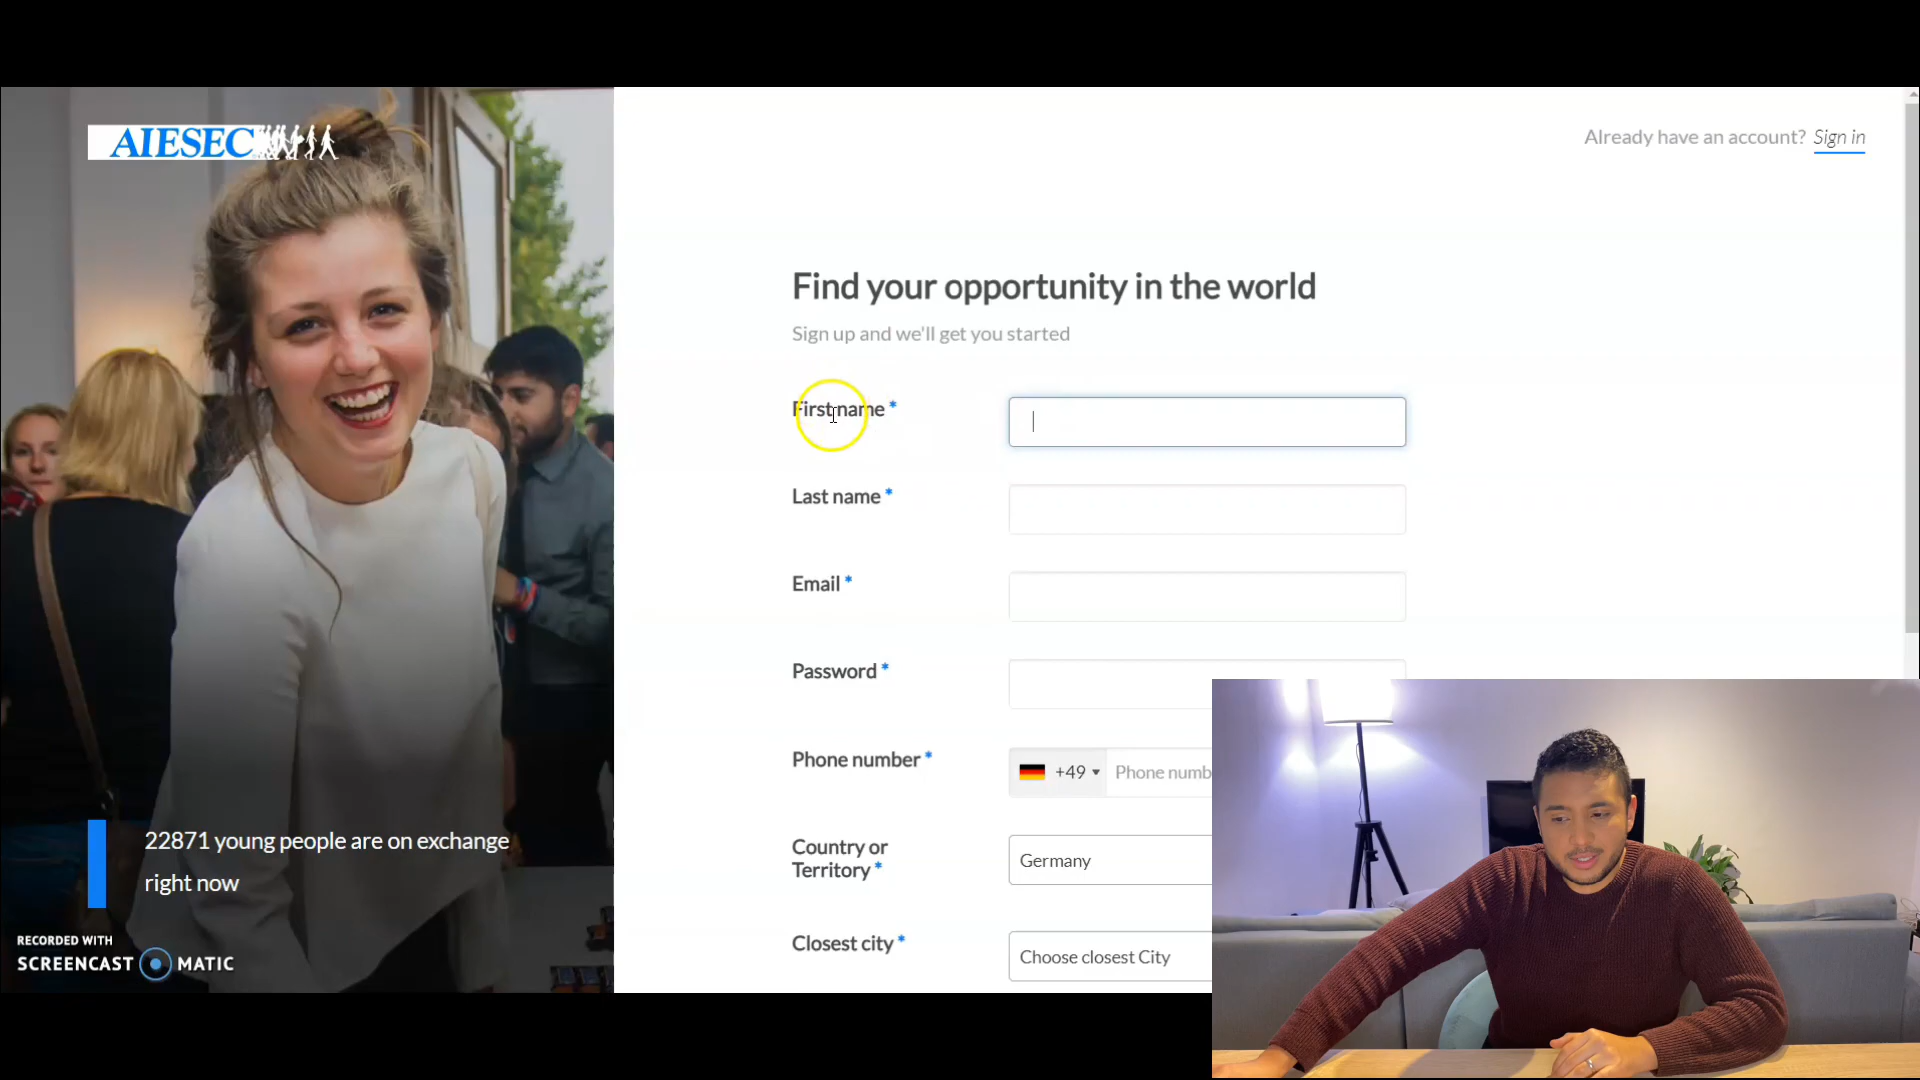 AIESEC
Already have an account? Sign in
Find your opportunity in the world
Sign up and we'll get you started
First name *
Last name *
Email *
Password *
Phone number *
+49
Phone numb
Country or
Territory *
Germany
Closest city *
Choose closest City
22871 young people are on exchange
right now
RECORDED WITH
SCREENCAST MATIC